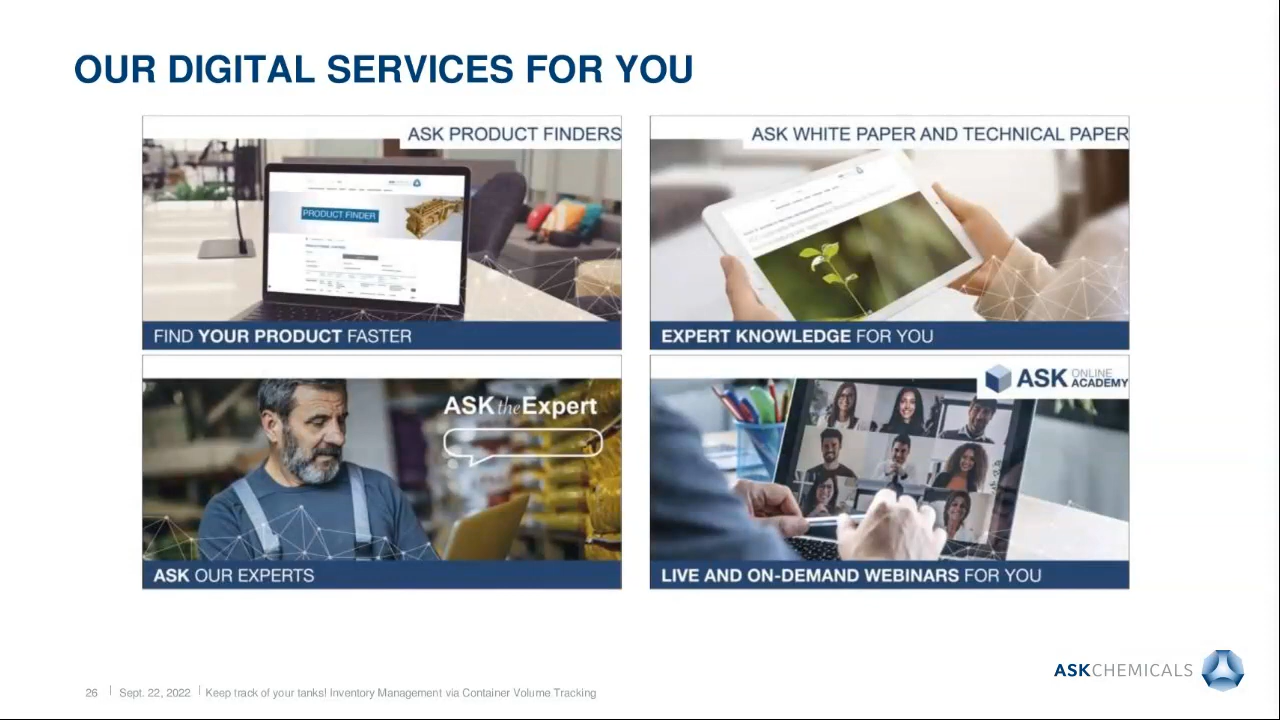 OUR DIGITAL SERVICES FOR YOU
ASK PRODUCT FINDERS
PRODUCT FINDER
FIND YOUR PRODUCT FASTER
ASK WHITE PAPER AND TECHNICAL PAPER
EXPERT KNOWLEDGE FOR YOU
ASK the Expert
ASK OUR EXPERTS
ASK ONLINE ACADEMY
LIVE AND ON-DEMAND WEBINARS FOR YOU
ASKCHEMICALS
26 | Sept. 22, 2022 | Keep track of your tanks! Inventory Management via Container Volume Tracking